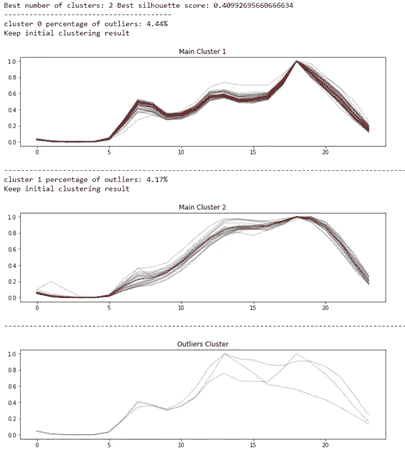 Best number of clusters: 2 Best silhouette score: 0.40992695660666634
------------------------------------
cluster 0 percentage of outliers: 4.44%
Keep initial clustering result
Main Cluster 1
1.0
0.8
0.6
0.4
0.2
0.0
0 5 10 15 20
cluster 1 percentage of outliers: 4.17%
Keep initial clustering result
Main Cluster 2
1.0
0.8
0.6
0.4
0.2
0.0
0 5 10 15 20
Outliers Cluster
1.0
0.8
0.6
0.4
0.2
0.0
0 5 10 15 20